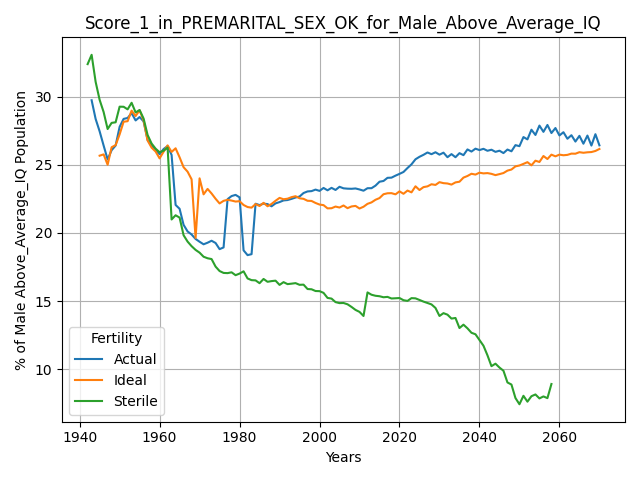 Score_1_in_PREMARITAL_SEX_OK_for_Male_Above_Average_IQ
% of Male Above_Average_IQ Population
30
25
20
15
10
Fertility
Actual
Ideal
Sterile
1940 1960 1980 2000 2020 2040 2060
Years